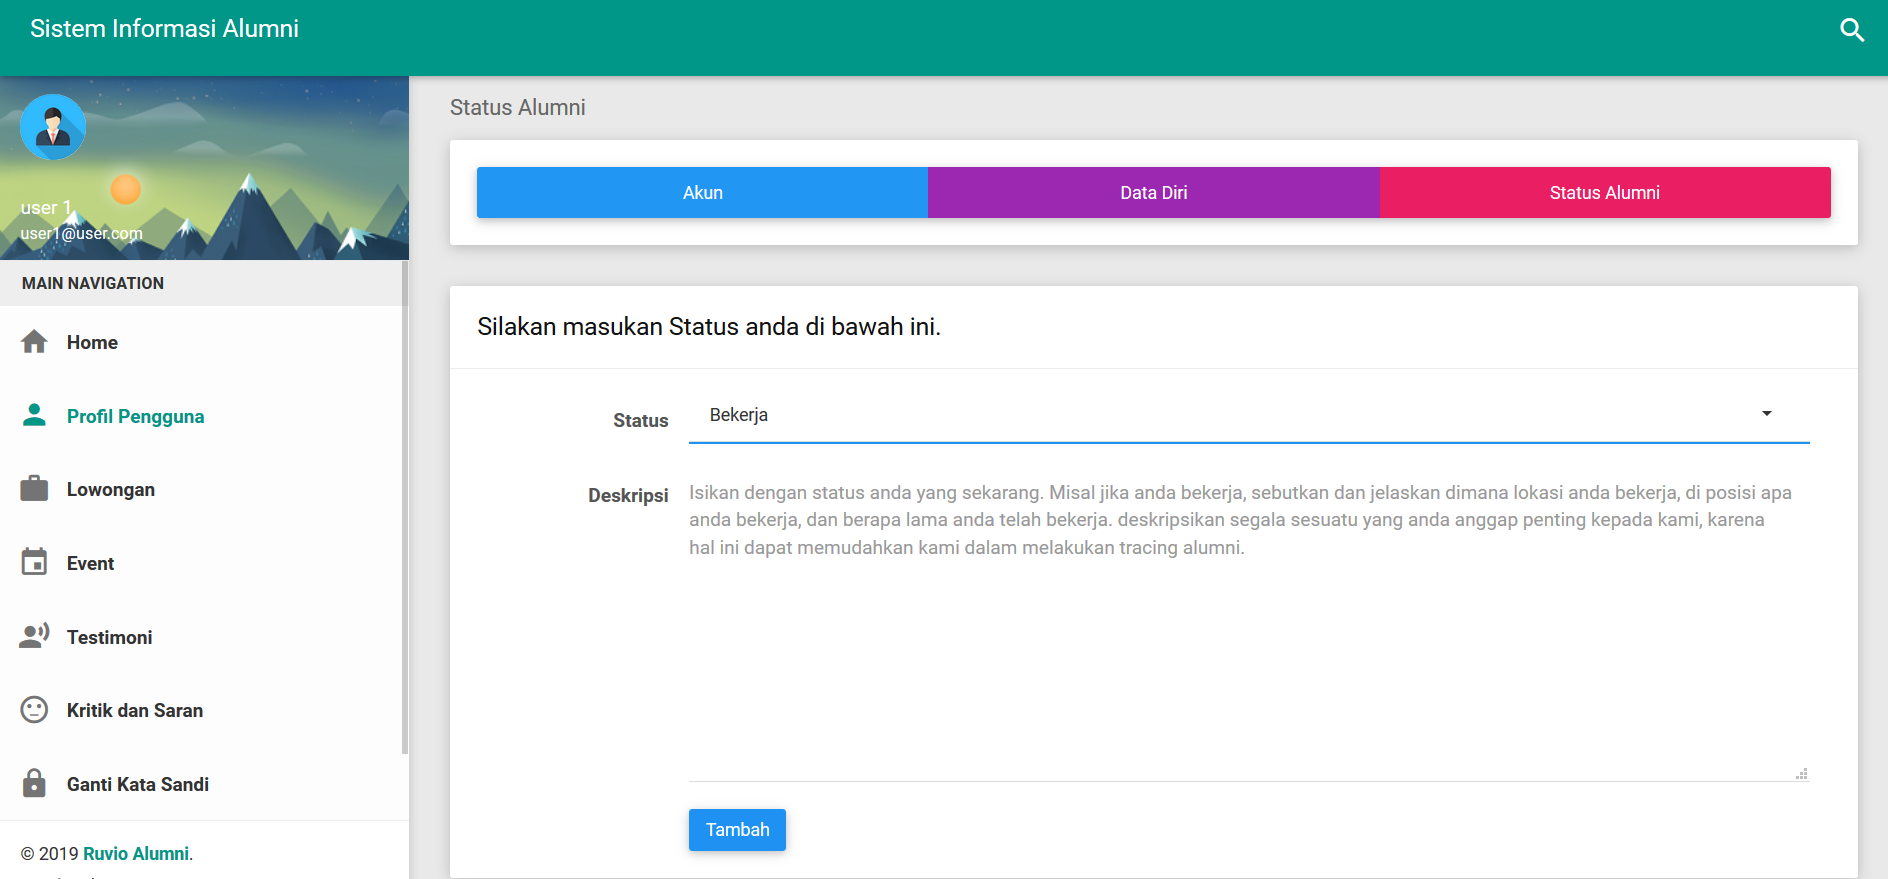 Sistem Informasi Alumni
user 1
user1@user.com
MAIN NAVIGATION
Home
Profil Pengguna
Lowongan
Event
Testimoni
Kritik dan Saran
Ganti Kata Sandi
© 2019 Ruvio Alumni.
Status Alumni
Akun
Data Diri
Status Alumni
Silakan masukan Status anda di bawah ini.
Status
Bekerja
Deskripsi
Isikan dengan status anda yang sekarang. Misal jika anda bekerja, sebutkan dan jelaskan dimana lokasi anda bekerja, di posisi apa
anda bekerja, dan berapa lama anda telah bekerja. deskripsikan segala sesuatu yang anda anggap penting kepada kami, karena
hal ini dapat memudahkan kami dalam melakukan tracing alumni.
Tambah